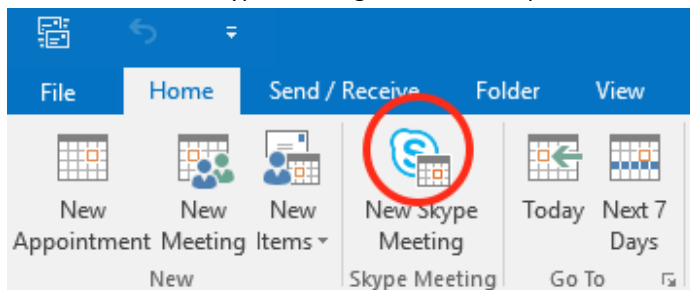 File Home Send / Receive Folder View
New Appointment New Meeting New Items New Skype Meeting Today Next 7 Days
New Skype Meeting Go To